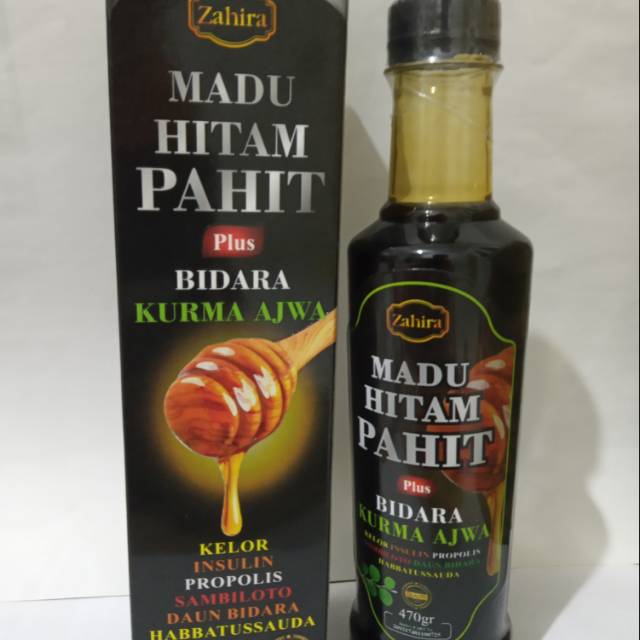 Zahira
MADU
HITAM
PAHIT
Plus
BIDARA
KURMA AJWA
KELOR
INSULIN
PROPOLIS
SAMBILOTO
DAUN BIDARA
HABBATUSSAUDA
Zahira
MADU
HITAM
PAHIT
Plus
BIDARA
KURMA AJWA
KELOR INSULIN PROPOLIS
SAMBILOTO DAUN BIDARA
HABBATUSSAUDA
470gr